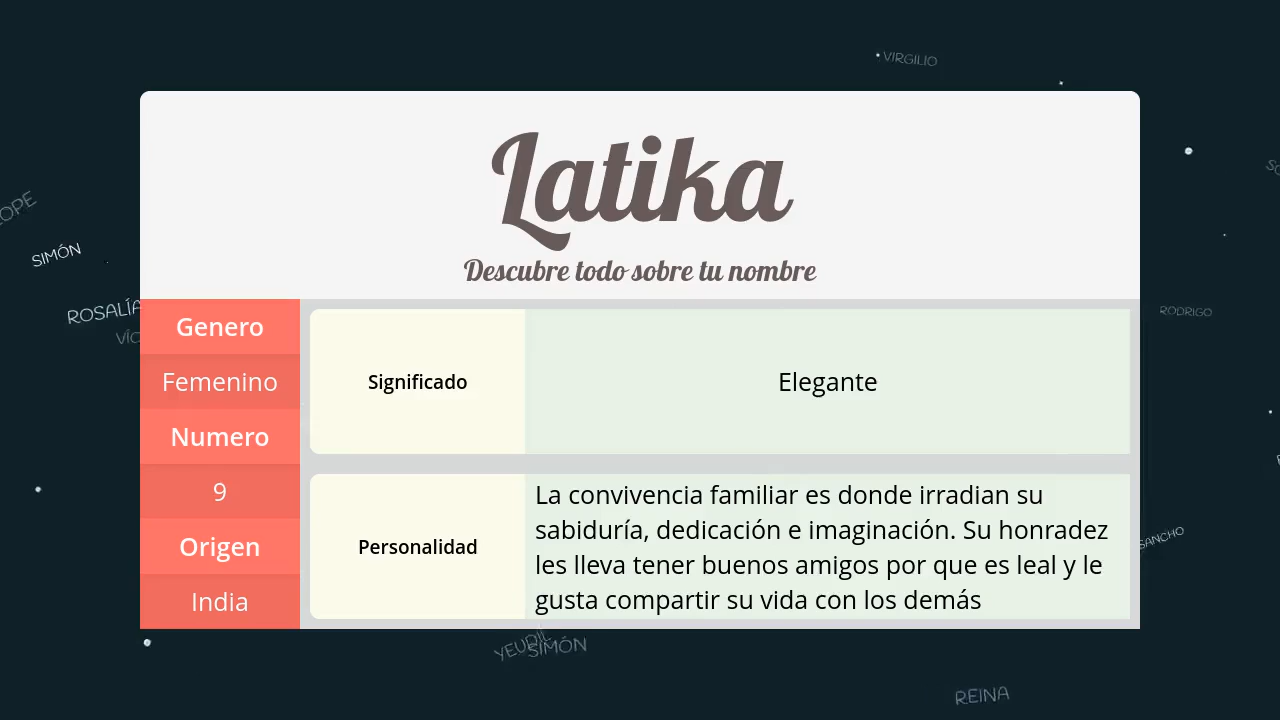 VIRGILIO
Latika
Descubre todo sobre tu nombre
SIMÓN
ROSALÍA
RODRIGO
Genero
Femenino
Numero
9
Origen
India
Significado
Elegante
Personalidad
La convivencia familiar es donde irradian su
sabiduría, dedicación e imaginación. Su honradez
les lleva tener buenos amigos por que es leal y le
gusta compartir su vida con los demás
SANCHO
YEUDIL
SIMÓN
REINA